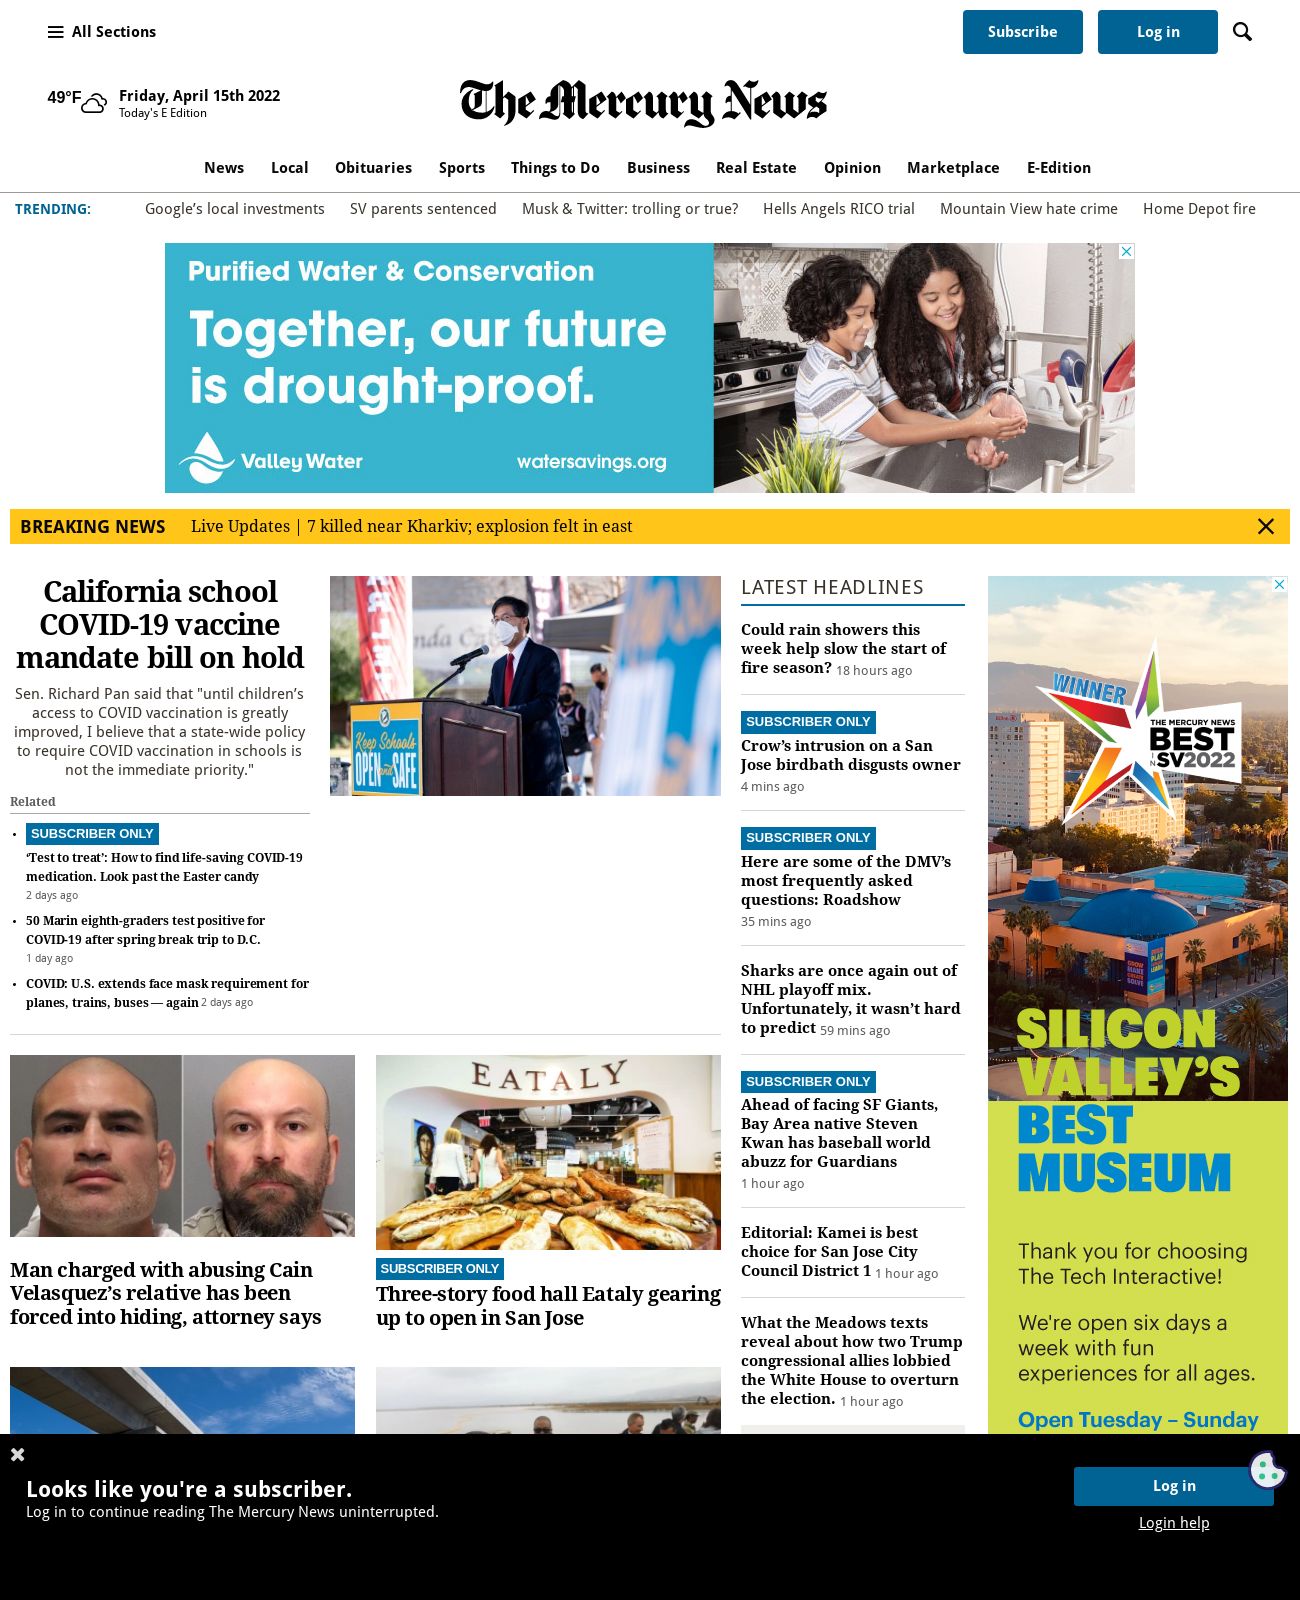 All Sections
Subscribe
Log in
49°F
Friday, April 15th 2022
Today's E Edition
The Mercury News
News Local Obituaries Sports Things to Do Business Real Estate Opinion Marketplace E-Edition
TRENDING: Google’s local investments SV parents sentenced Musk & Twitter: trolling or true? Hells Angels RICO trial Mountain View hate crime Home Depot fire
Purified Water & Conservation
Together, our future
is drought-proof.
Valley Water
watersavings.org
BREAKING NEWS Live Updates | 7 killed near Kharkiv; explosion felt in east
California school
COVID-19 vaccine
mandate bill on hold
Sen. Richard Pan said that "until children’s
access to COVID vaccination is greatly
improved, I believe that a state-wide policy
to require COVID vaccination in schools is
not the immediate priority."
Related
SUBSCRIBER ONLY
‘Test to treat’: How to find life-saving COVID-19
medication. Look past the Easter candy
2 days ago
50 Marin eighth-graders test positive for
COVID-19 after spring break trip to D.C.
1 day ago
COVID: U.S. extends face mask requirement for
planes, trains, buses — again 2 days ago
Keep Schools
OPEN and SAFE
Man charged with abusing Cain
Velasquez’s relative has been
forced into hiding, attorney says
EATALY
SUBSCRIBER ONLY
Three-story food hall Eataly gearing
up to open in San Jose
LATEST HEADLINES
Could rain showers this
week help slow the start of
fire season? 18 hours ago
SUBSCRIBER ONLY
Crow’s intrusion on a San
Jose birdbath disgusts owner
4 mins ago
SUBSCRIBER ONLY
Here are some of the DMV’s
most frequently asked
questions: Roadshow
35 mins ago
Sharks are once again out of
NHL playoff mix.
Unfortunately, it wasn’t hard
to predict 59 mins ago
SUBSCRIBER ONLY
Ahead of facing SF Giants,
Bay Area native Steven
Kwan has baseball world
abuzz for Guardians
1 hour ago
Editorial: Kamei is best
choice for San Jose City
Council District 1 1 hour ago
What the Meadows texts
reveal about how two Trump
congressional allies lobbied
the White House to overturn
the election. 1 hour ago
WINNER
THE MERCURY NEWS
BEST
IN SV2022
SILICON
VALLEY’S
BEST
MUSEUM
Thank you for choosing
The Tech Interactive!
We're open six days a
week with fun
experiences for all ages.
Open Tuesday – Sunday
Looks like you're a subscriber.
Log in to continue reading The Mercury News uninterrupted.
Log in
Login help